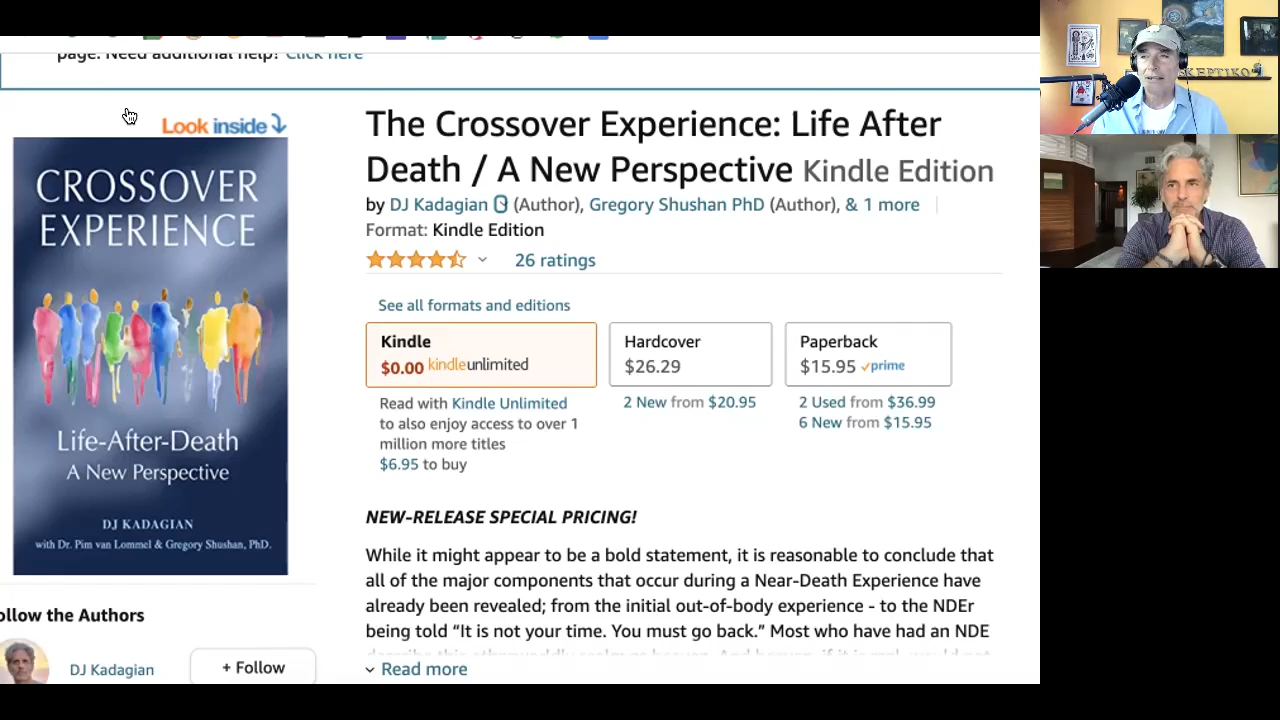 page. Need additional help? Click here
Look inside
CROSSOVER
EXPERIENCE
Life-After-Death
A New Perspective
DJ KADAGIAN
with Dr. Pim van Lommel & Gregory Shushan, PhD.
ollow the Authors
DJ Kadagian
+ Follow
The Crossover Experience: Life After
Death / A New Perspective Kindle Edition
by DJ Kadagian (Author), Gregory Shushan PhD (Author), & 1 more
Format: Kindle Edition
26 ratings
See all formats and editions
Kindle
$0.00 kindleunlimited
Read with Kindle Unlimited
to also enjoy access to over 1
million more titles
$6.95 to buy
Hardcover
$26.29
2 New from $20.95
Paperback
$15.95 prime
2 Used from $36.99
6 New from $15.95
NEW-RELEASE SPECIAL PRICING!
While it might appear to be a bold statement, it is reasonable to conclude that
all of the major components that occur during a Near-Death Experience have
already been revealed; from the initial out-of-body experience - to the NDEr
being told “It is not your time. You must go back.” Most who have had an NDE
Read more
KEPTIKO